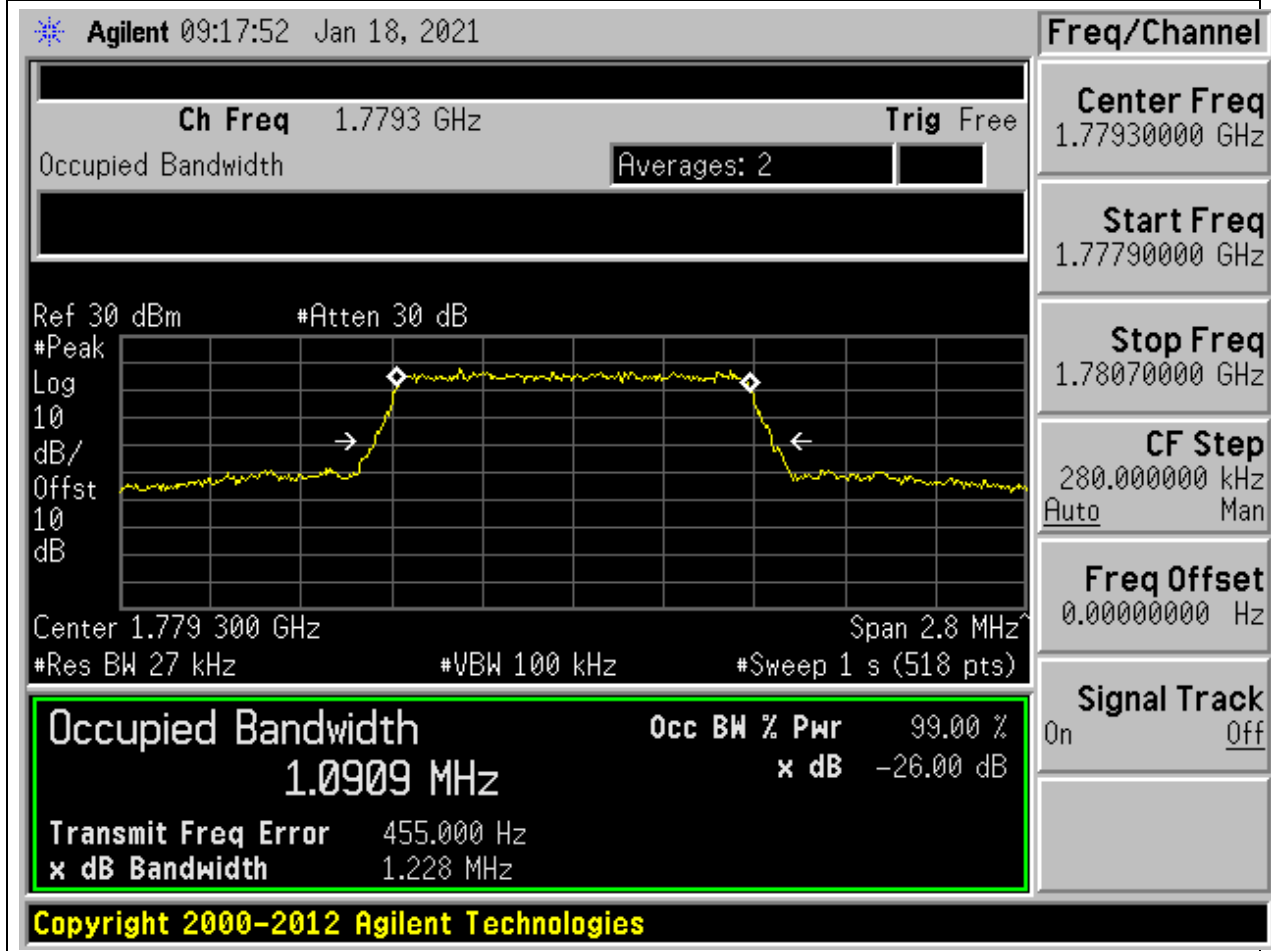 Agilent 09:17:52 Jan 18, 2021
Ch Freq 1.7793 GHz Trig Free
Occupied Bandwidth Averages: 2
Ref 30 dBm #Atten 30 dB
#Peak
Log
10
dB/
Offst
10
dB
Center 1.779 300 GHz Span 2.8 MHz^
#Res BW 27 kHz #VBW 100 kHz #Sweep 1 s (518 pts)
Occupied Bandwidth Occ BW % Pwr 99.00 %
1.0909 MHz x dB -26.00 dB
Transmit Freq Error 455.000 Hz
x dB Bandwidth 1.228 MHz
Copyright 2000-2012 Agilent Technologies
Freq/Channel
Center Freq
1.77930000 GHz
Start Freq
1.77790000 GHz
Stop Freq
1.78070000 GHz
CF Step
280.000000 kHz
Auto Man
Freq Offset
0.00000000 Hz
Signal Track
On Off